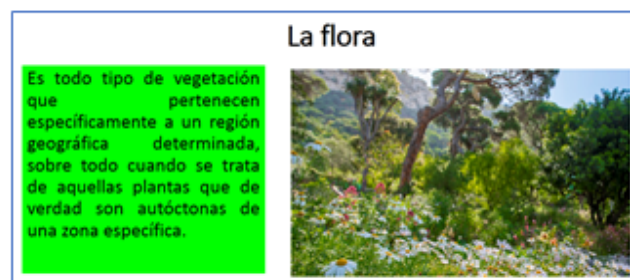 La flora
Es todo tipo de vegetación
que pertenecen
específicamente a un región
geográfica determinada,
sobre todo cuando se trata
de aquellas plantas que de
verdad son autóctonas de
una zona específica.